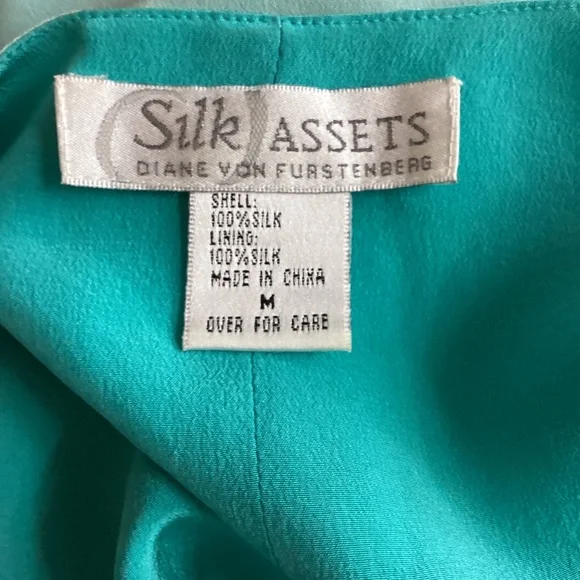 Silk ASSETS
DIANE VON FURSTENBERG
SHELL:
100%SILK
LINING:
100%SILK
MADE IN CHINA
M
OVER FOR CARE